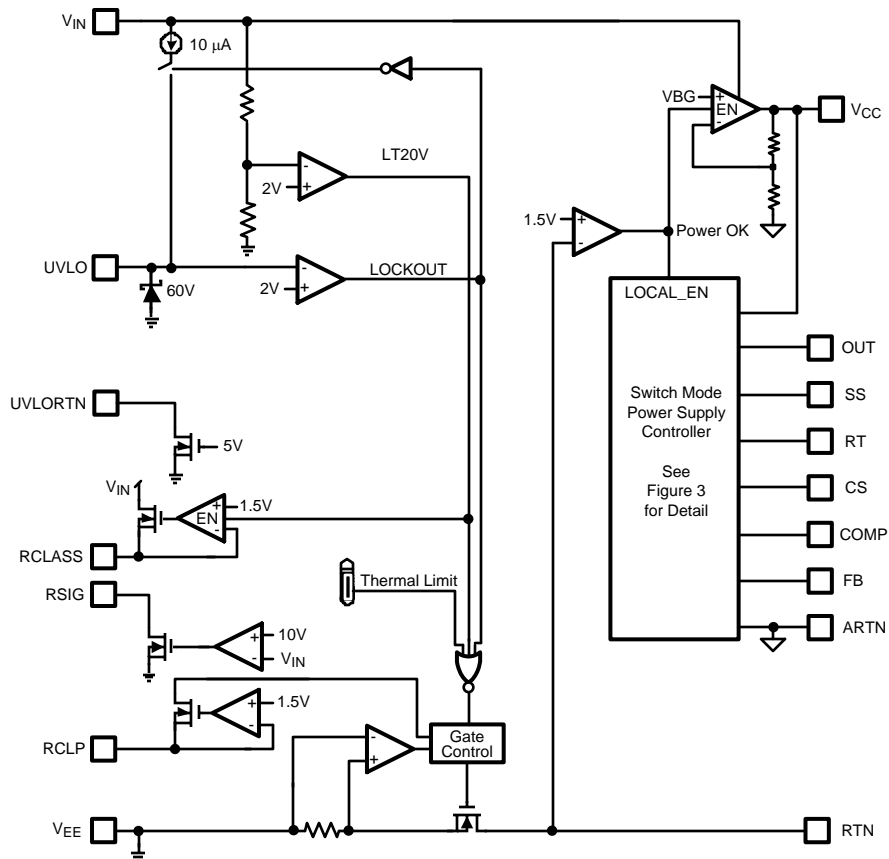 VIN
10 μA
VBG
+
EN
-
VCC
LT20V
-
2V
+
1.5V
+
-
Power OK
UVLO
60V
-
2V
+
LOCKOUT
LOCAL_EN
OUT
SS
RT
CS
COMP
FB
ARTN
Switch Mode
Power Supply
Controller
See
Figure 3
for Detail
UVLORTN
5V
VIN
+
1.5V
EN
-
RCLASS
Thermal Limit
RSIG
+
10V
-
VIN
+
1.5V
-
RCLP
Gate
Control
-
+
VEE
RTN